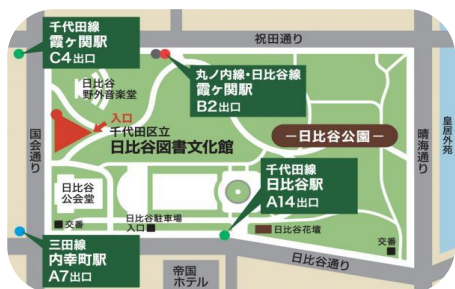 千代田線
霞ヶ関駅
C4出口
祝田通り
丸ノ内線・日比谷線
霞ヶ関駅
B2出口
日比谷
野外音楽堂
入口
千代田区立
日比谷図書文化館
国会通り
日比谷公園
晴海通り
皇居外苑
日比谷
公会堂
千代田線
日比谷駅
A14出口
交番
日比谷駐車場
入口
日比谷花壇
交番
三田線
内幸町駅
A7出口
日比谷通り
帝国
ホテル